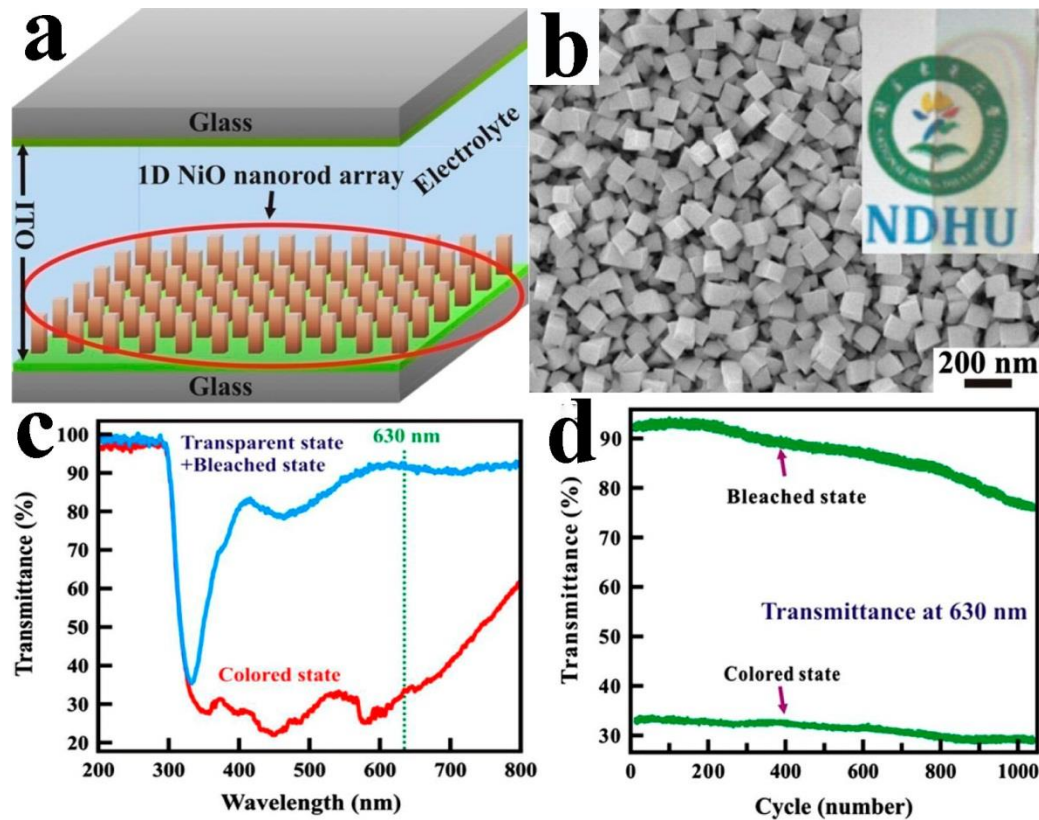 a
Glass
1D NiO nanorod array
Electrolyte
ITO
Glass
b
NDHU
200 nm
c
Transmittance (%)
100
90
80
70
60
50
40
30
20
Transparent state
+Bleached state
630 nm
Colored state
200 300 400 500 600 700 800
Wavelength (nm)
d
Transmittance (%)
90
80
70
60
50
40
30
Bleached state
Transmittance at 630 nm
Colored state
0 200 400 600 800 1000
Cycle (number)